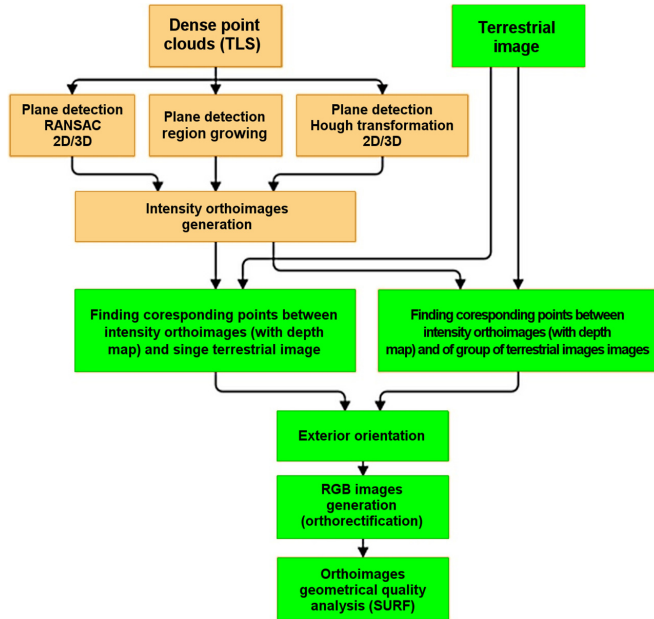 Dense point
clouds (TLS)
Terrestrial
image
Plane detection
RANSAC
2D/3D
Plane detection
region growing
Plane detection
Hough transformation
2D/3D
Intensity orthoimages
generation
Finding coresponding points between
intensity orthoimages (with depth
map) and singe terrestrial image
Finding coresponding points between
intensity orthoimages (with depth
map) and of group of terrestrial images images
Exterior orientation
RGB images
generation
(orthorectification)
Orthoimages
geometrical quality
analysis (SURF)